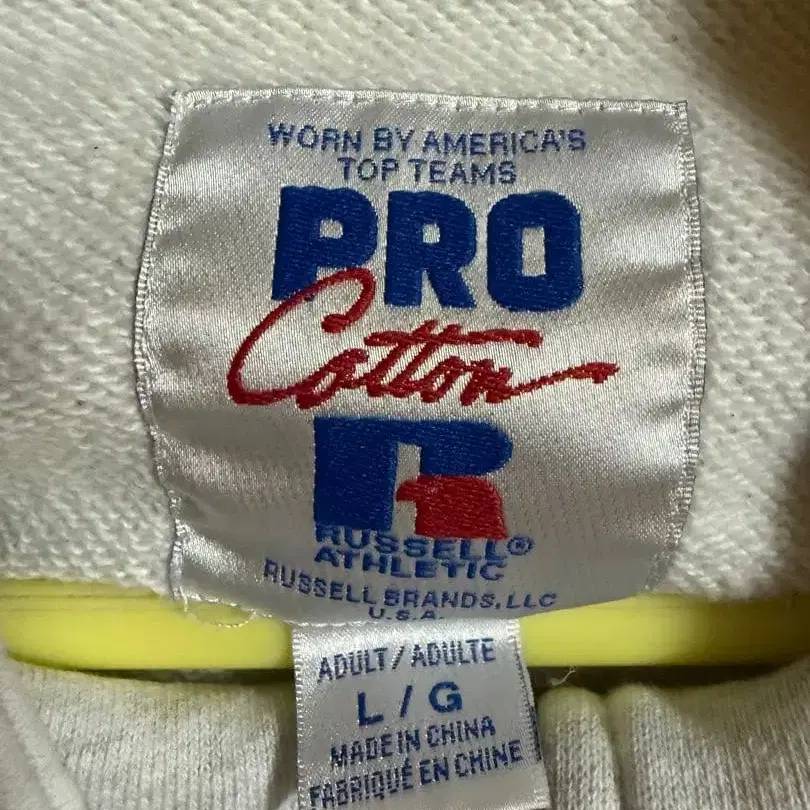 WORN BY AMERICA'S
TOP TEAMS
PRO
Cotton
R
RUSSELL®
ATHLETIC
RUSSELL BRANDS, LLC
U.S.A.
ADULT / ADULTE
L / G
MADE IN CHINA
FABRIQUÉ EN CHINE